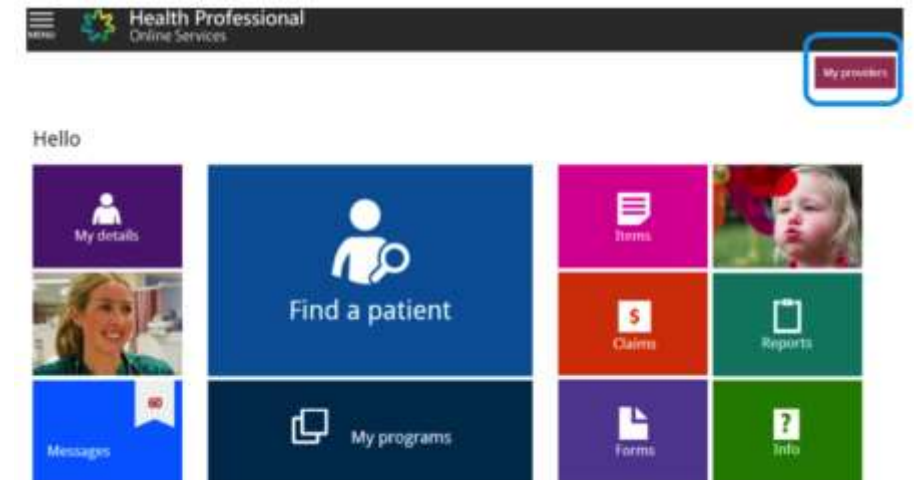 Health Professional
MENU
Online Services
My providers
Hello
My details
Find a patient
Items
$
Claims
Reports
Messages
My programs
Forms
?
Info